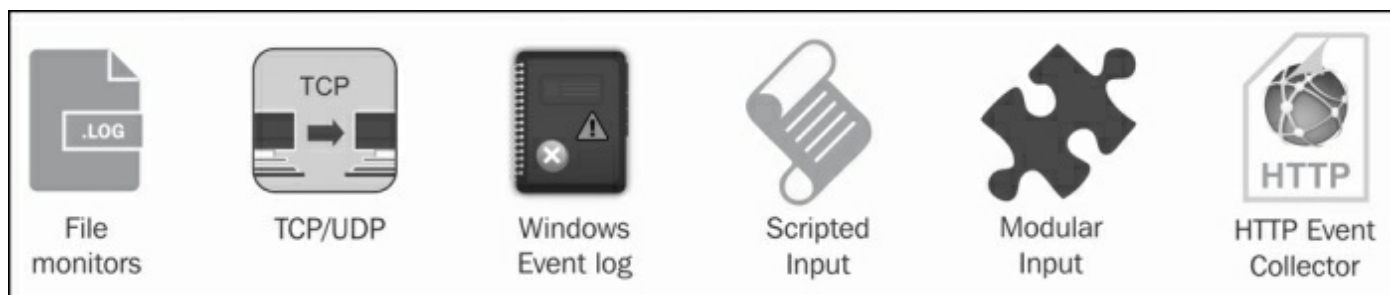 .LOG
File
monitors
TCP
TCP/UDP
Windows
Event log
Scripted
Input
Modular
Input
HTTP
HTTP Event
Collector